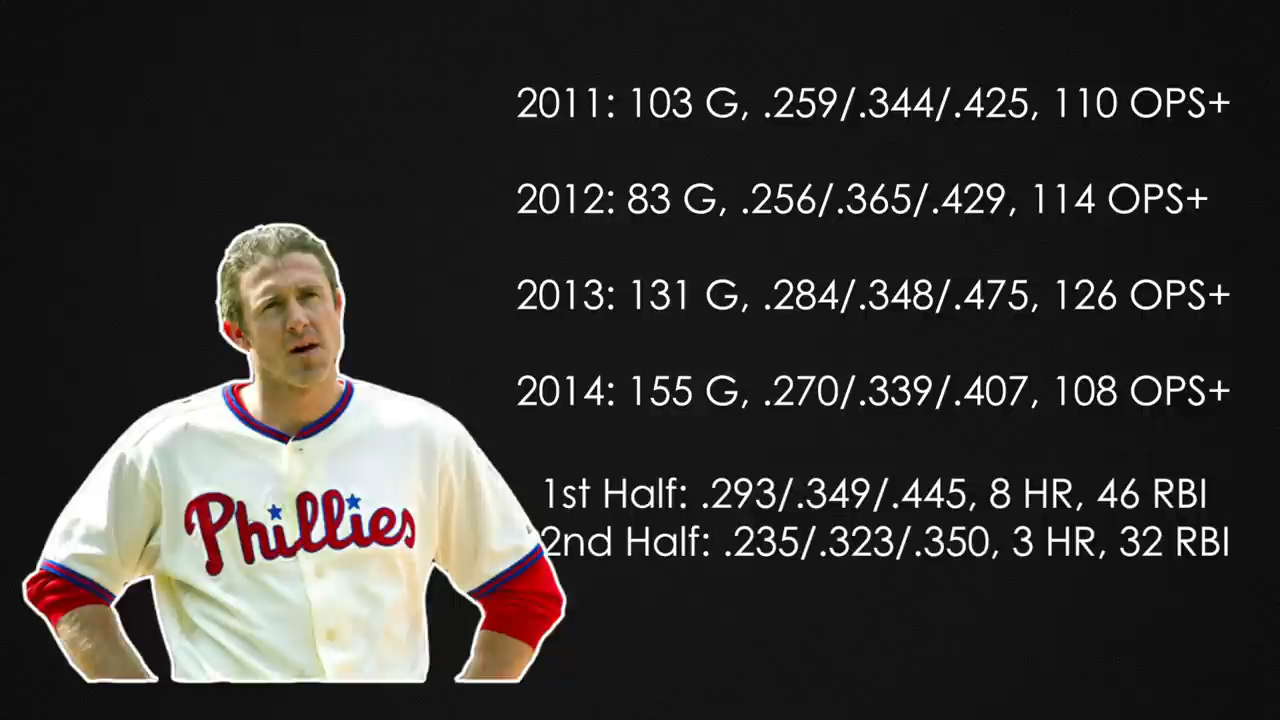 2011: 103 G, .259/.344/.425, 110 OPS+
2012: 83 G, .256/.365/.429, 114 OPS+
2013: 131 G, .284/.348/.475, 126 OPS+
2014: 155 G, .270/.339/.407, 108 OPS+
1st Half: .293/.349/.445, 8 HR, 46 RBI
2nd Half: .235/.323/.350, 3 HR, 32 RBI
Phillies